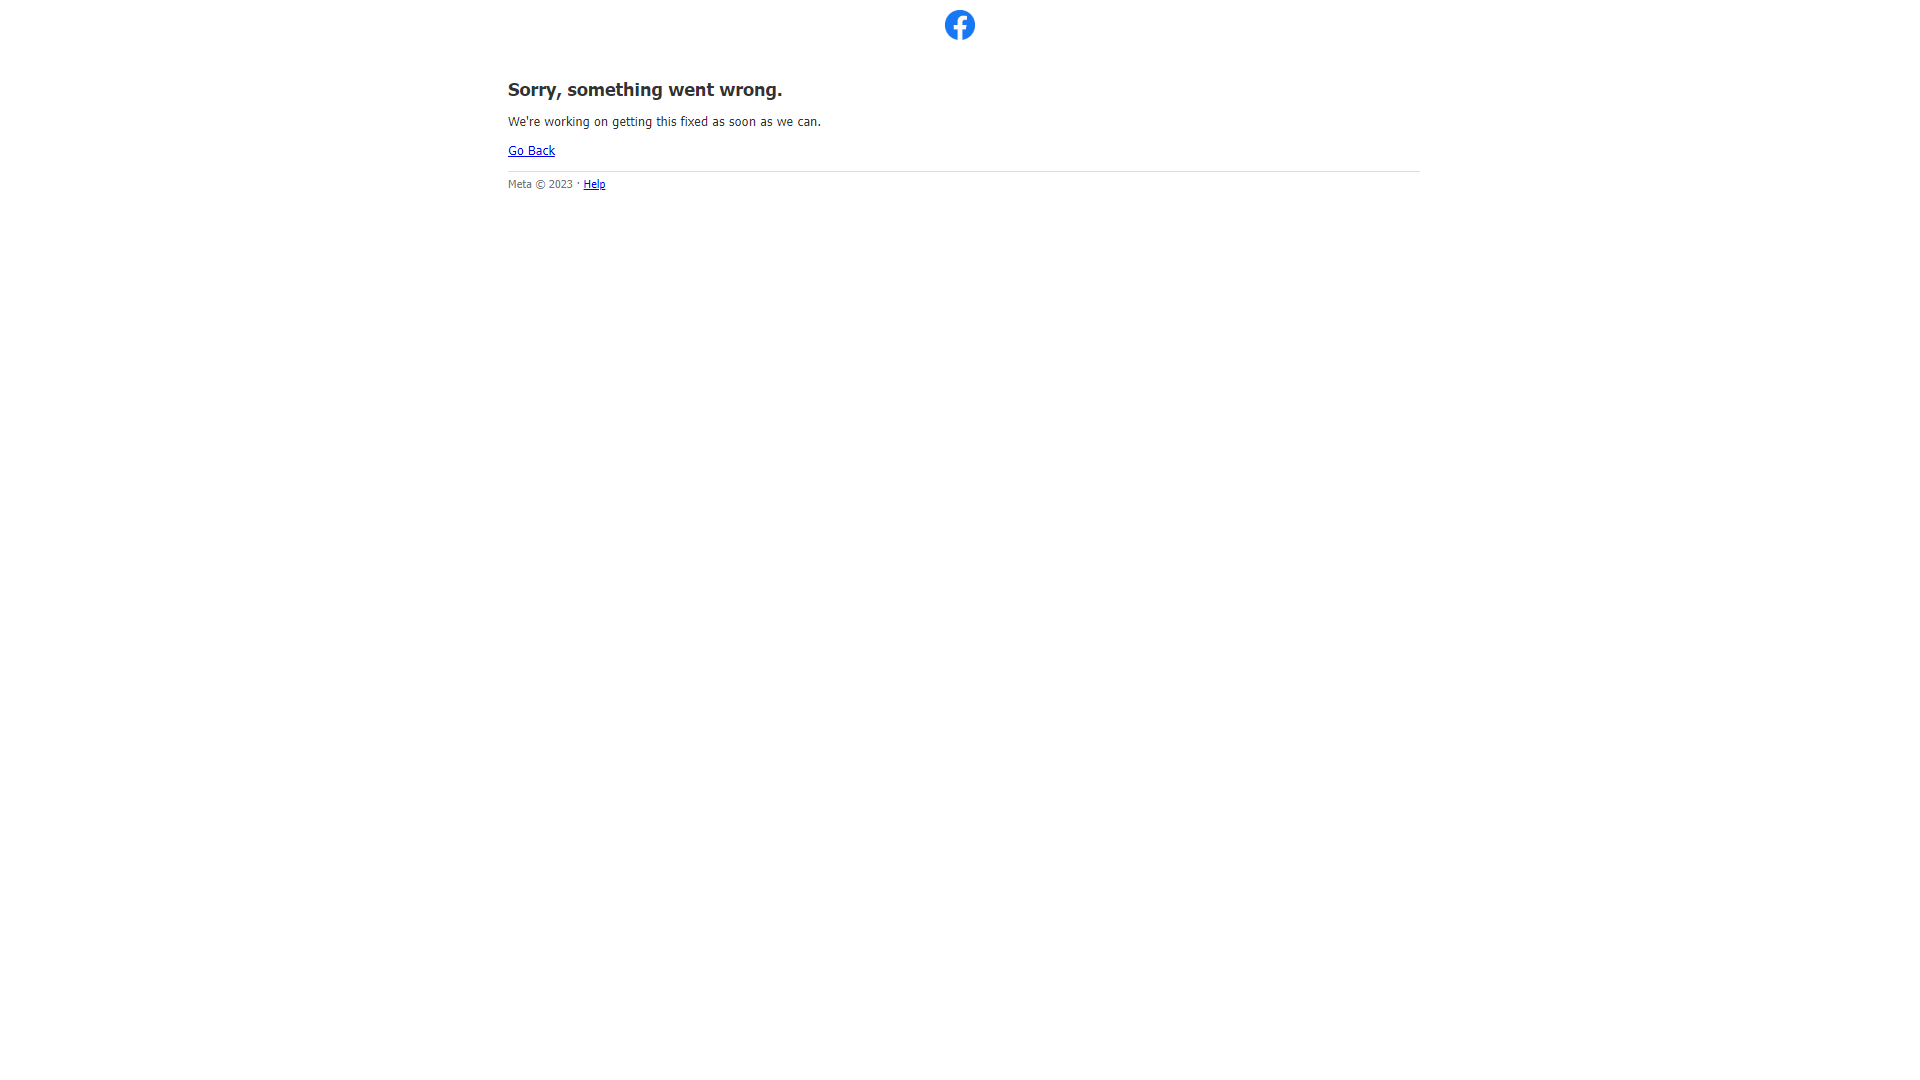 Sorry, something went wrong.
We're working on getting this fixed as soon as we can.
Go Back
Meta © 2023 · Help